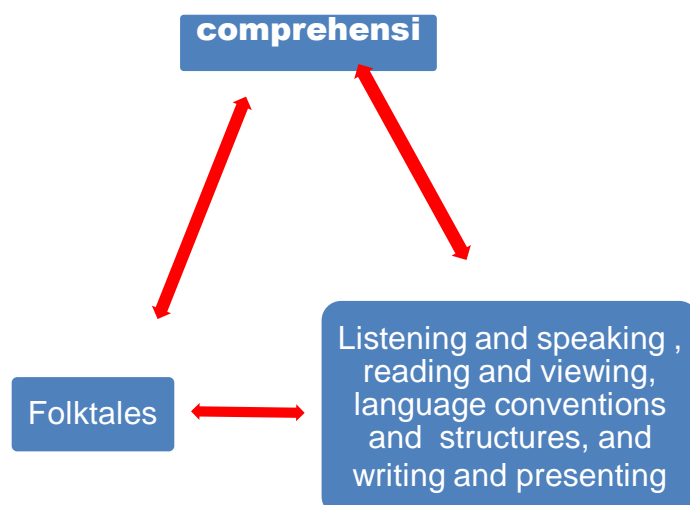 comprehensi
Listening and speaking ,
reading and viewing,
language conventions
and structures, and
writing and presenting
Folktales